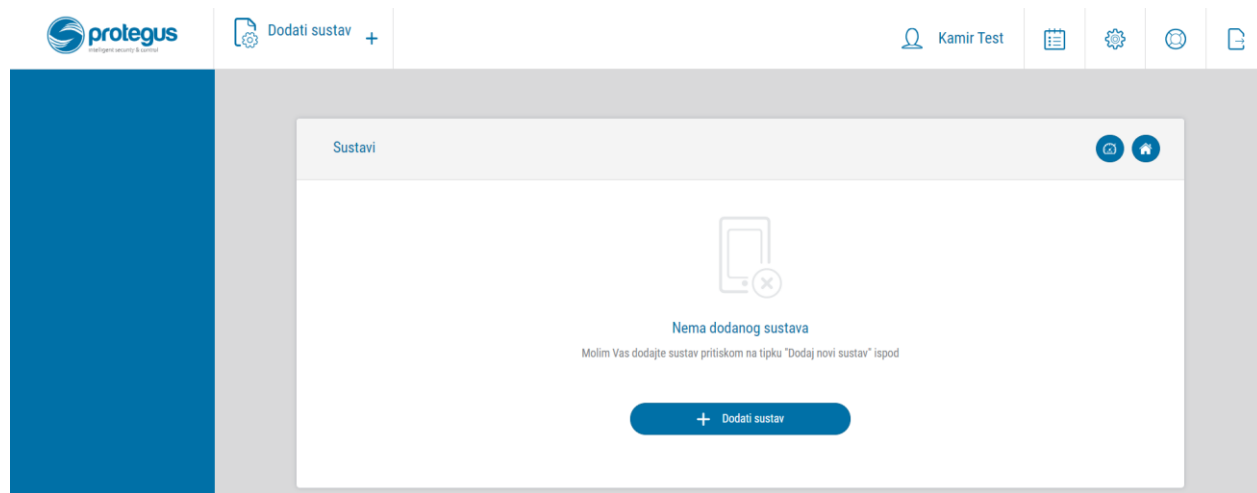 protegus
intelligent security & control
Dodati sustav +
Kamir Test
Sustavi
Nema dodanog sustava
Molim Vas dodajte sustav pritiskom na tipku "Dodaj novi sustav" ispod
+ Dodati sustav